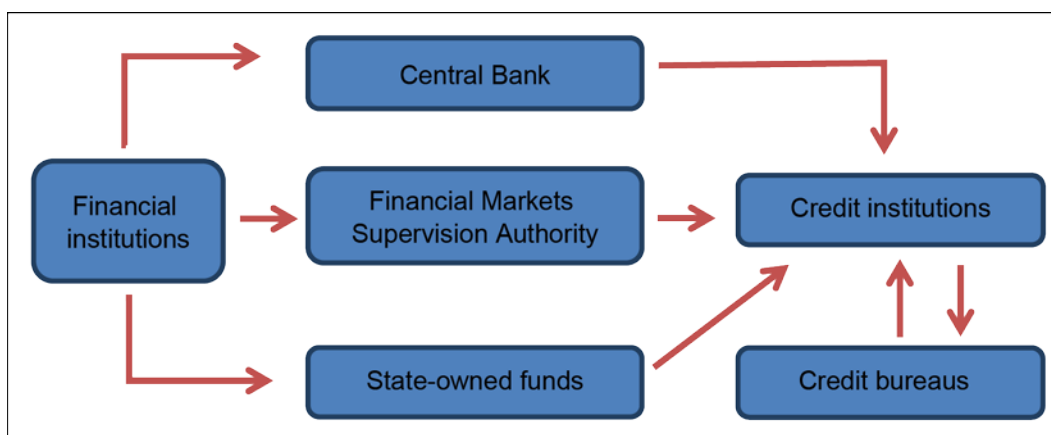 Central Bank
Financial
institutions
Financial Markets
Supervision Authority
Credit institutions
State-owned funds
Credit bureaus